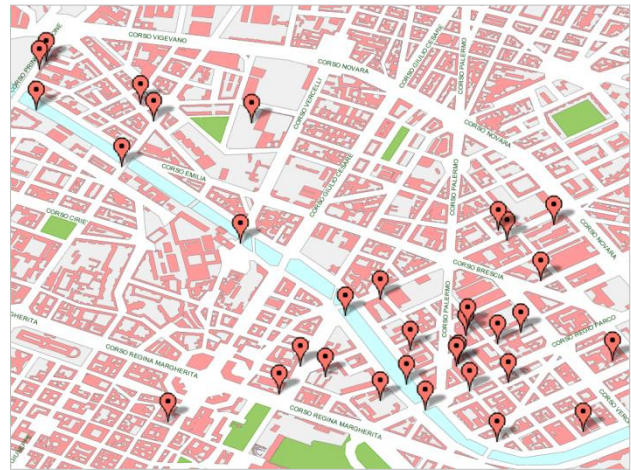 CORSO VIGEVANO
CORSO NOVARA
CORSO VERCELLI
CORSO GIULIO CESARE
CORSO PALERMO
CORSO NOVARA
CORSO GIULIO CESARE
CORSO PALERMO
CORSO EMILIA
CORSO CIRIE'
CORSO NOVARA
CORSO BRESCIA
CORSO PALERMO
CORSO REGIO PARCO
CORSO REGINA MARGHERITA
CORSO REGINA MARGHERITA